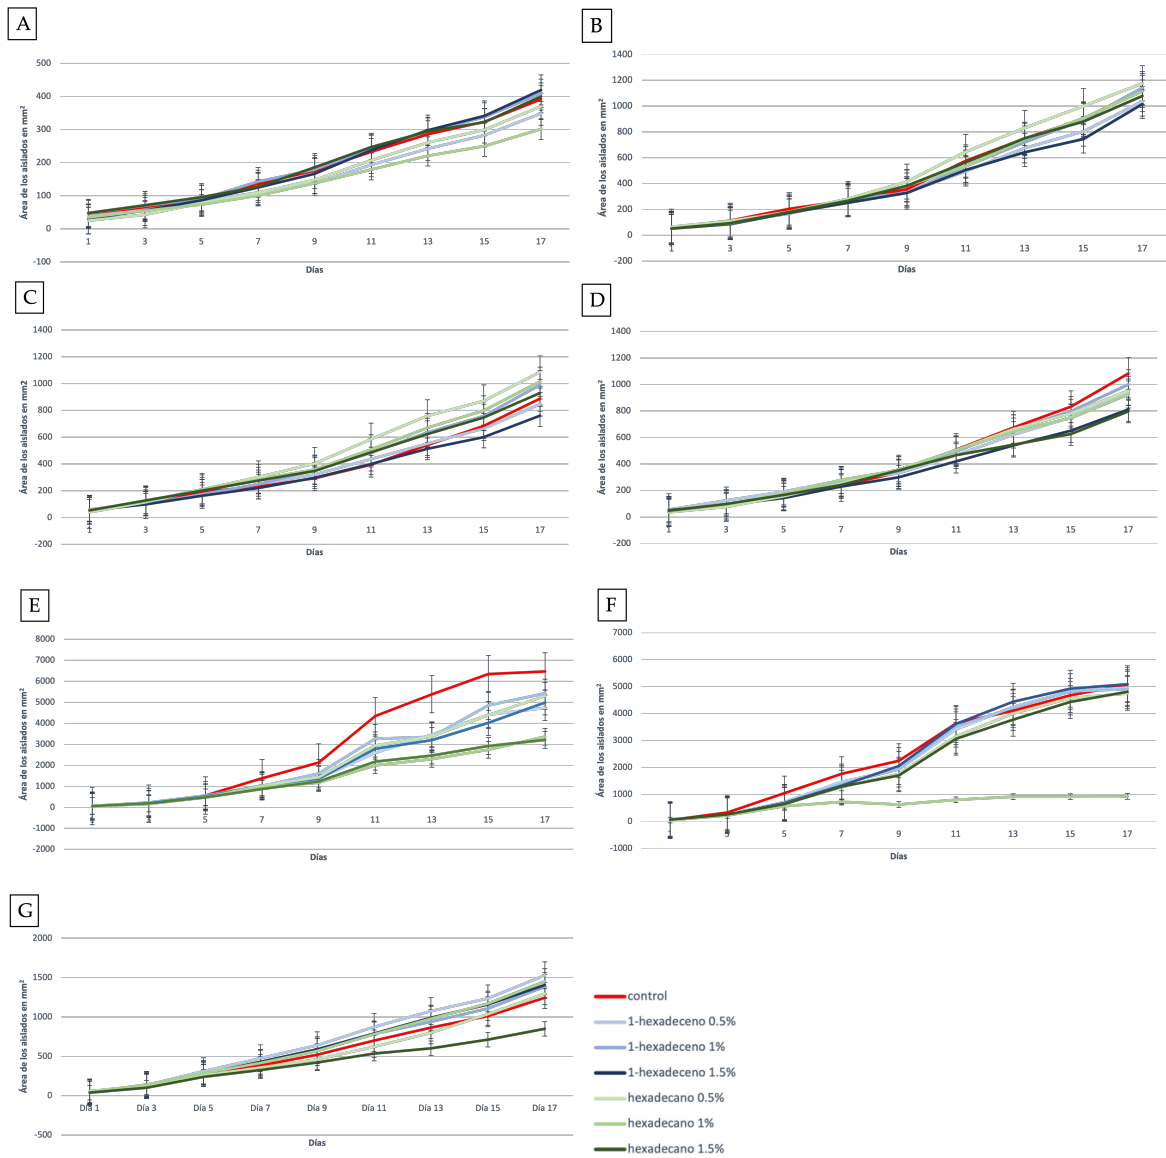 A
Área de los aislados en mm²
500
400
300
200
100
0
-100
1 3 5 7 9 11 13 15 17
Días
B
Área de los aislados en mm²
1400
1200
1000
800
600
400
200
0
-200
1 3 5 7 9 11 13 15 17
Días
C
Área de los aislados en mm2
1400
1200
1000
800
600
400
200
0
-200
1 3 5 7 9 11 13 15 17
Días
D
Área de los aislados en mm²
1400
1200
1000
800
600
400
200
0
-200
1 3 5 7 9 11 13 15 17
Días
E
Área de los aislados en mm²
8000
7000
6000
5000
4000
3000
2000
1000
0
-1000
-2000
1 3 5 7 9 11 13 15 17
Días
F
Área de los aislados en mm²
7000
6000
5000
4000
3000
2000
1000
0
-1000
1 3 5 7 9 11 13 15 17
Días
G
Área de los aislados en mm²
2000
1500
1000
500
0
-500
Día 1 Día 3 Día 5 Día 7 Día 9 Día 11 Día 13 Día 15 Día 17
Días
control
1-hexadeceno 0.5%
1-hexadeceno 1%
1-hexadeceno 1.5%
hexadecano 0.5%
hexadecano 1%
hexadecano 1.5%